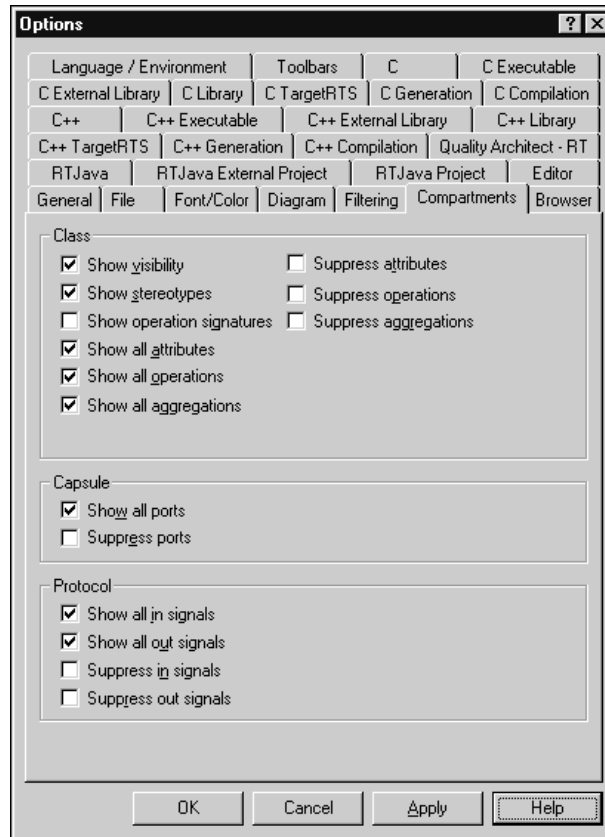 Options
Language / Environment Toolbars C C Executable
C External Library C Library C TargetRTS C Generation C Compilation
C++ C++ Executable C++ External Library C++ Library
C++ TargetRTS C++ Generation C++ Compilation Quality Architect - RT
RTJava RTJava External Project RTJava Project Editor
General File Font/Color Diagram Filtering Compartments Browser
Class
Show visibility Suppress attributes
Show stereotypes Suppress operations
Show operation signatures Suppress aggregations
Show all attributes
Show all operations
Show all aggregations
Capsule
Show all ports
Suppress ports
Protocol
Show all in signals
Show all out signals
Suppress in signals
Suppress out signals
OK Cancel Apply Help